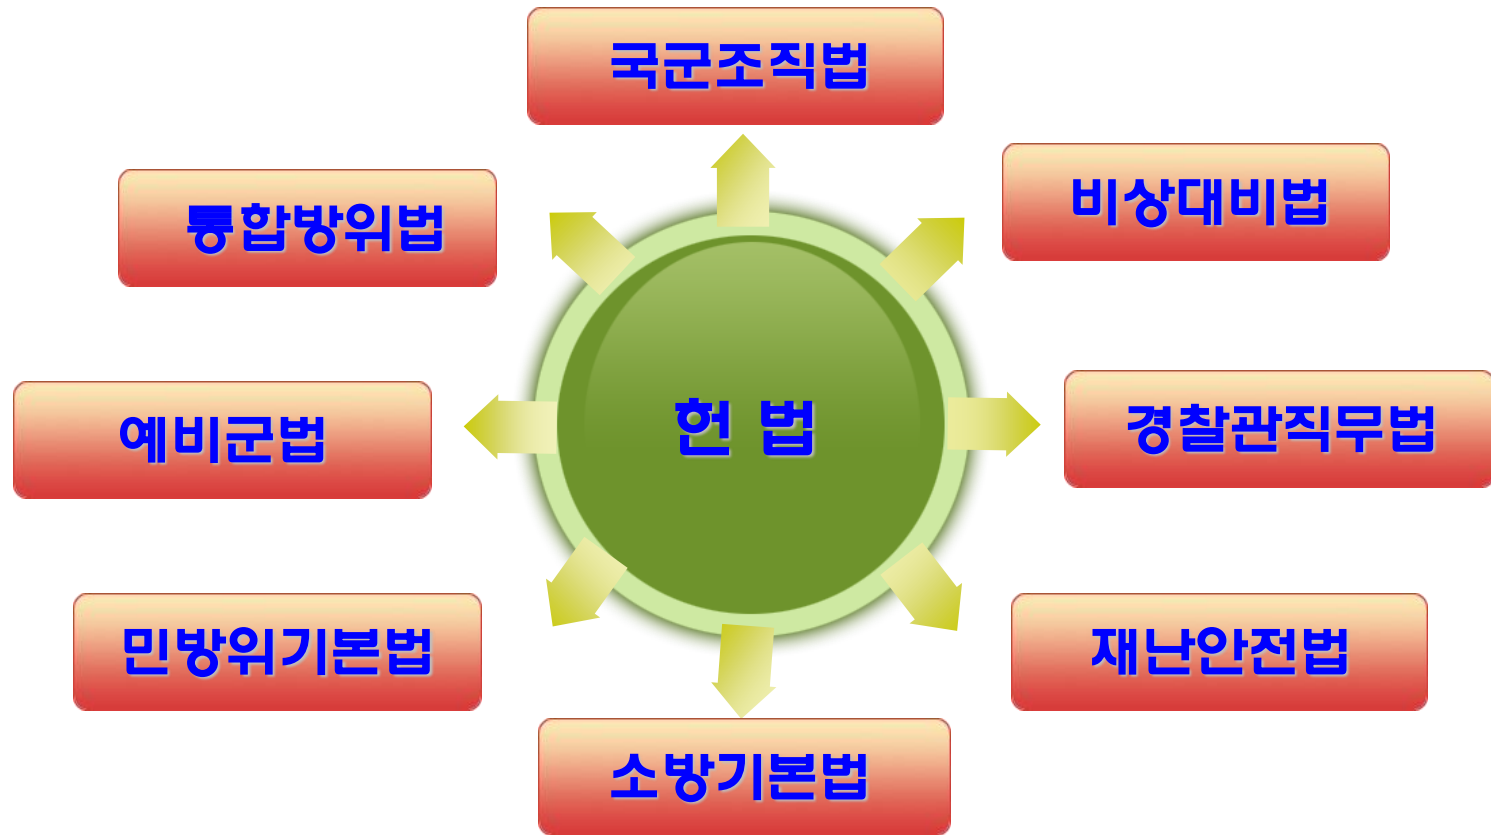 국군조직법
통합방위법
비상대비법
예비군법
헌 법
경찰관직무법
민방위기본법
재난안전법
소방기본법